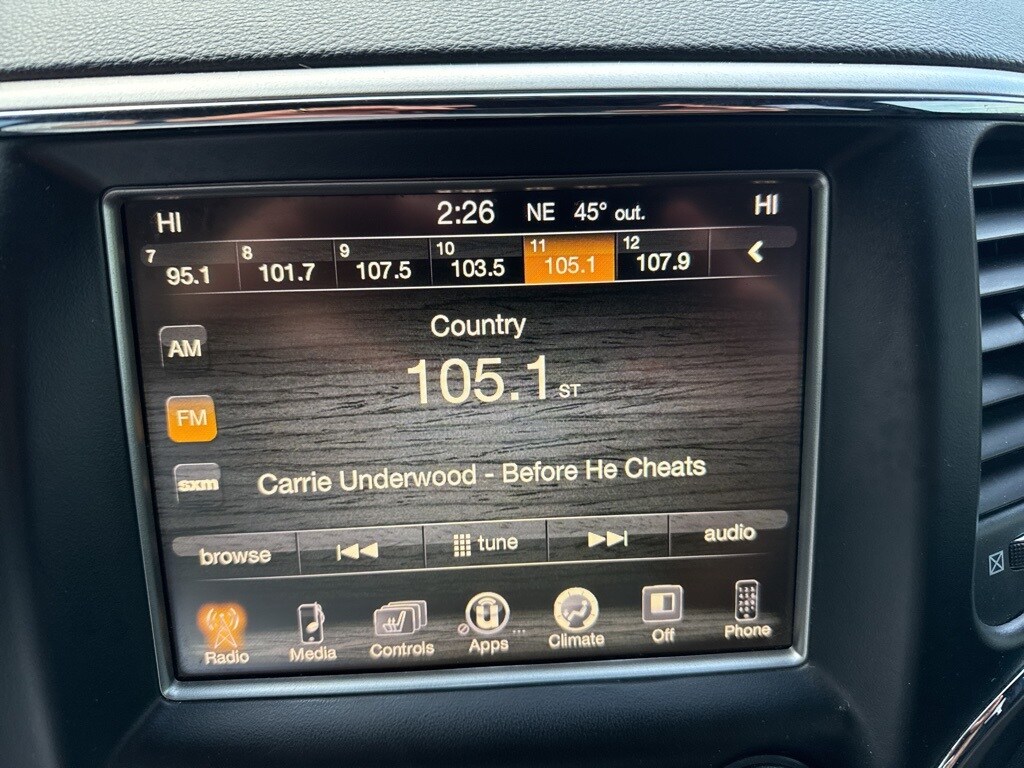 HI 2:26 NE 45° out. HI
7 8 9 10 11 12
95.1 101.7 107.5 103.5 105.1 107.9
Country
AM
105.1 ST
FM
Carrie Underwood - Before He Cheats
sxm
browse tune audio
Radio Media Controls Apps ... Climate Off Phone